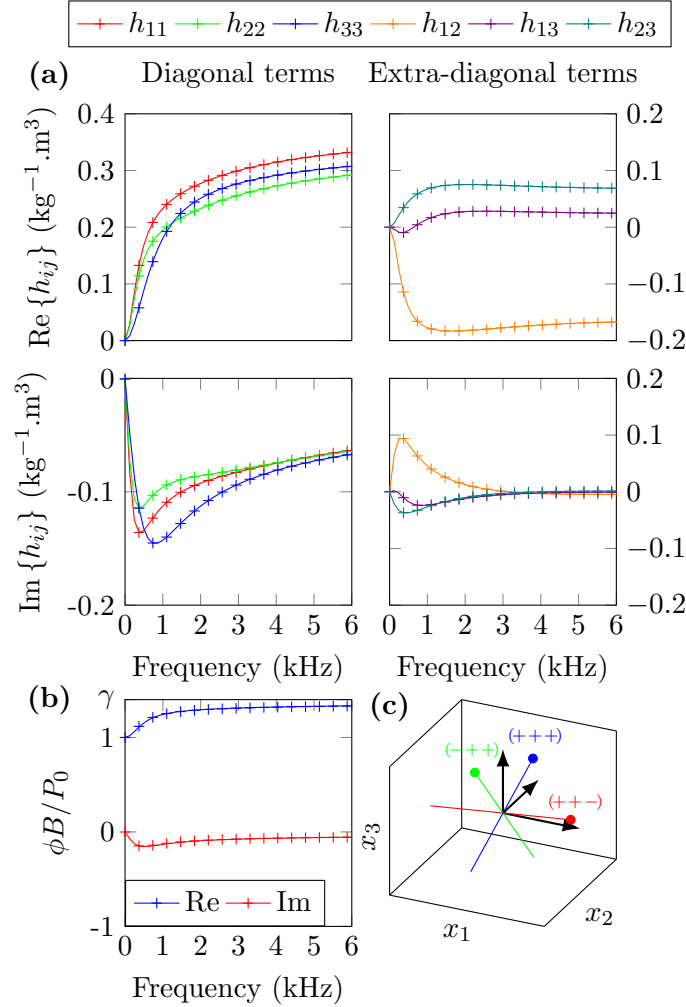 h₁₁ h₂₂ h₃₃ h₁₂ h₁₃ h₂₃
(a) Diagonal terms Extra-diagonal terms
Re {hᵢⱼ} (kg⁻¹.m³)
0.4
0.3
0.2
0.1
0
0.2
0.1
0
−0.1
−0.2
Im {hᵢⱼ} (kg⁻¹.m³)
0
-0.1
-0.2
0.2
0.1
0
−0.1
−0.2
0 1 2 3 4 5 6
0 1 2 3 4 5 6
Frequency (kHz)
Frequency (kHz)
(b)
ϕB/P₀
γ
1
0
-1
Re Im
0 1 2 3 4 5 6
Frequency (kHz)
(c)
(+++)
(−++)
(++−)
x₃
x₁
x₂